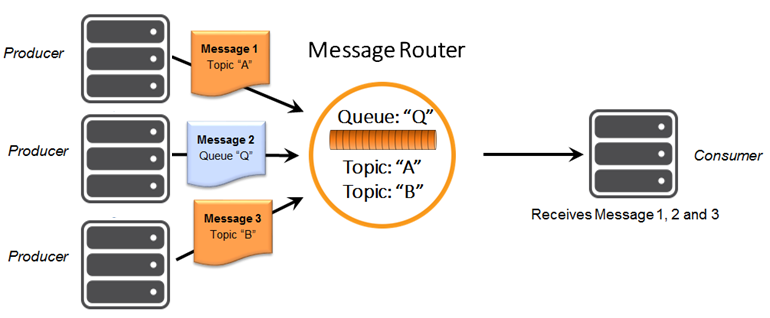 Producer
Message 1
Topic “A”
Message Router
Queue: “Q”
Producer
Message 2
Queue “Q”
Topic: “A”
Topic: “B”
Consumer
Receives Message 1, 2 and 3
Producer
Message 3
Topic “B”